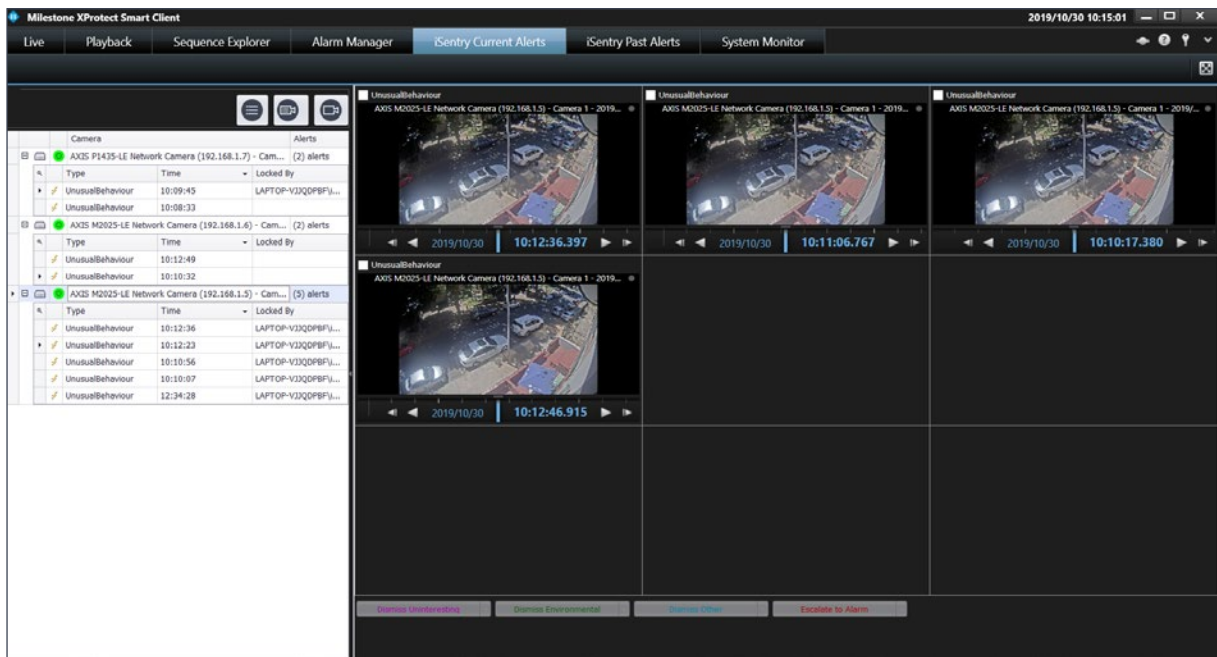 Milestone XProtect Smart Client 2019/10/30 10:15:01
Live Playback Sequence Explorer Alarm Manager iSentry Current Alerts iSentry Past Alerts System Monitor
Camera Alerts
AXIS P1435-LE Network Camera (192.168.1.7) - Cam... (2) alerts
Type Time Locked By
UnusualBehaviour 10:09:45 LAPTOP-VJJQDPBF\i...
UnusualBehaviour 10:08:33
AXIS M2025-LE Network Camera (192.168.1.6) - Cam... (2) alerts
Type Time Locked By
UnusualBehaviour 10:12:49
UnusualBehaviour 10:10:32
AXIS M2025-LE Network Camera (192.168.1.5) - Cam... (5) alerts
Type Time Locked By
UnusualBehaviour 10:12:36 LAPTOP-VJJQDPBF\i...
UnusualBehaviour 10:12:23 LAPTOP-VJJQDPBF\i...
UnusualBehaviour 10:10:56 LAPTOP-VJJQDPBF\i...
UnusualBehaviour 10:10:07 LAPTOP-VJJQDPBF\i...
UnusualBehaviour 12:34:28 LAPTOP-VJJQDPBF\i...
UnusualBehaviour
AXIS M2025-LE Network Camera (192.168.1.5) - Camera 1 - 2019...
2019/10/30 10:12:36.397
UnusualBehaviour
AXIS M2025-LE Network Camera (192.168.1.5) - Camera 1 - 2019...
2019/10/30 10:11:06.767
UnusualBehaviour
AXIS M2025-LE Network Camera (192.168.1.5) - Camera 1 - 2019/...
2019/10/30 10:10:17.380
UnusualBehaviour
AXIS M2025-LE Network Camera (192.168.1.5) - Camera 1 - 2019...
2019/10/30 10:12:46.915
Dismiss Uninteresting Dismiss Environmental Dismiss Other Escalate to Alarm